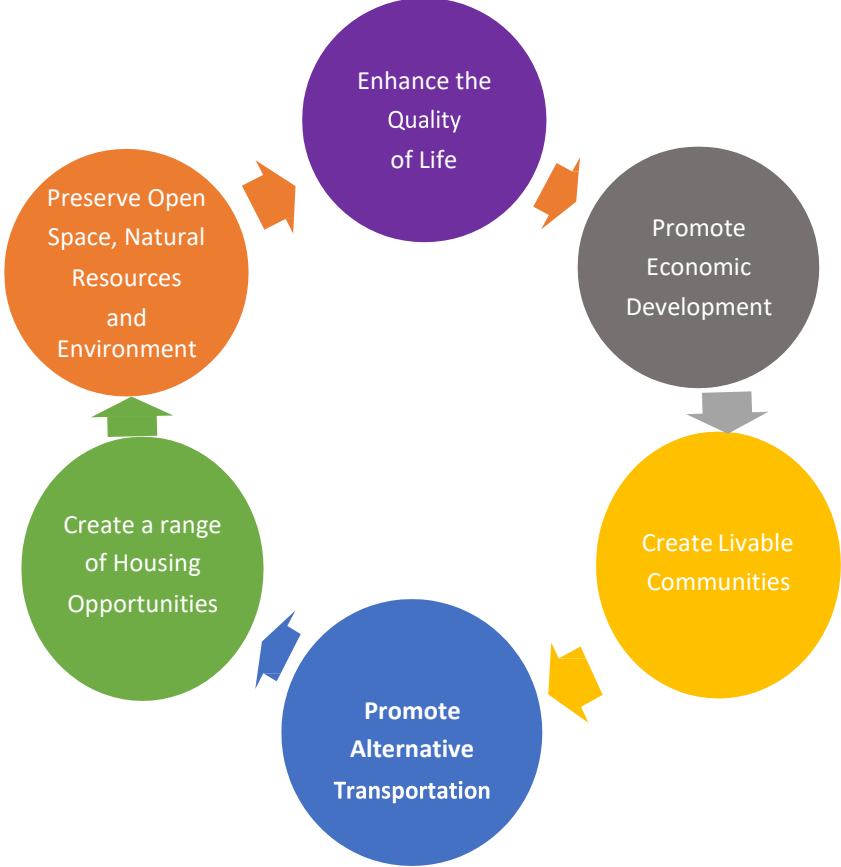 Enhance the
Quality
of Life
Promote
Economic
Development
Create Livable
Communities
Promote
Alternative
Transportation
Create a range
of Housing
Opportunities
Preserve Open
Space, Natural
Resources
and
Environment